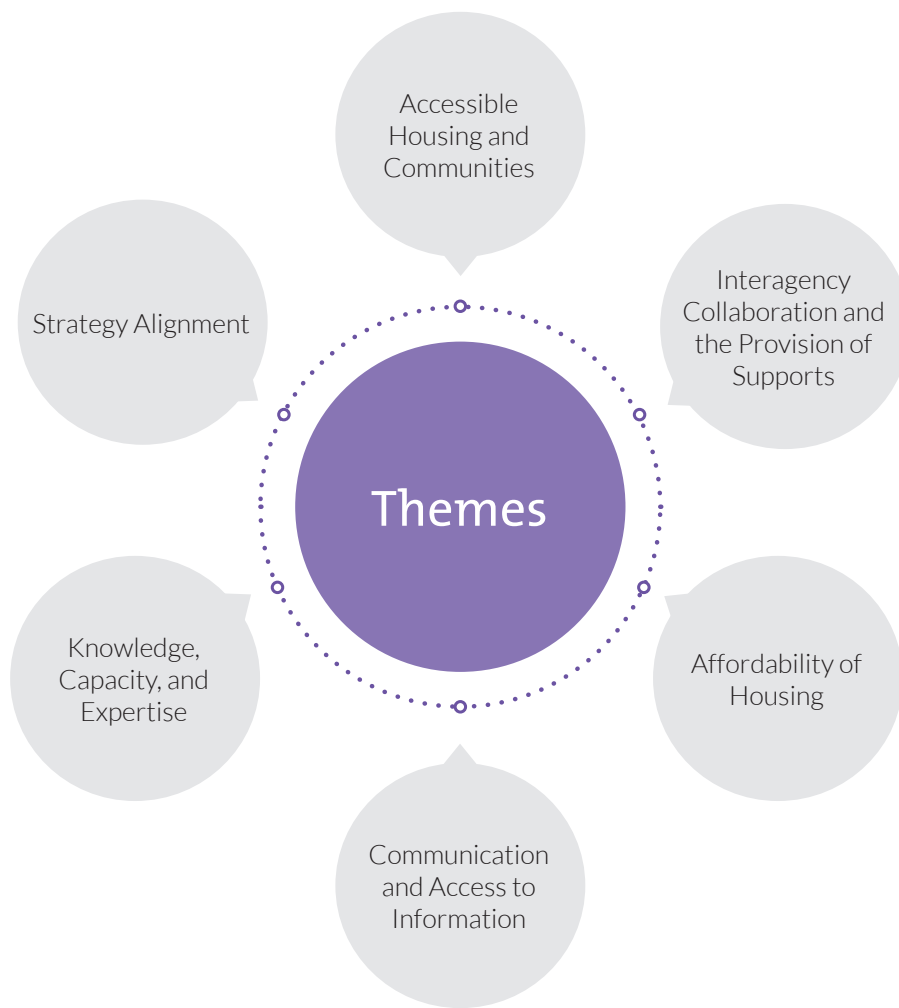 Accessible
Housing and
Communities
Interagency
Collaboration and
the Provision of
Supports
Affordability of
Housing
Communication
and Access to
Information
Knowledge,
Capacity, and
Expertise
Strategy Alignment
Themes